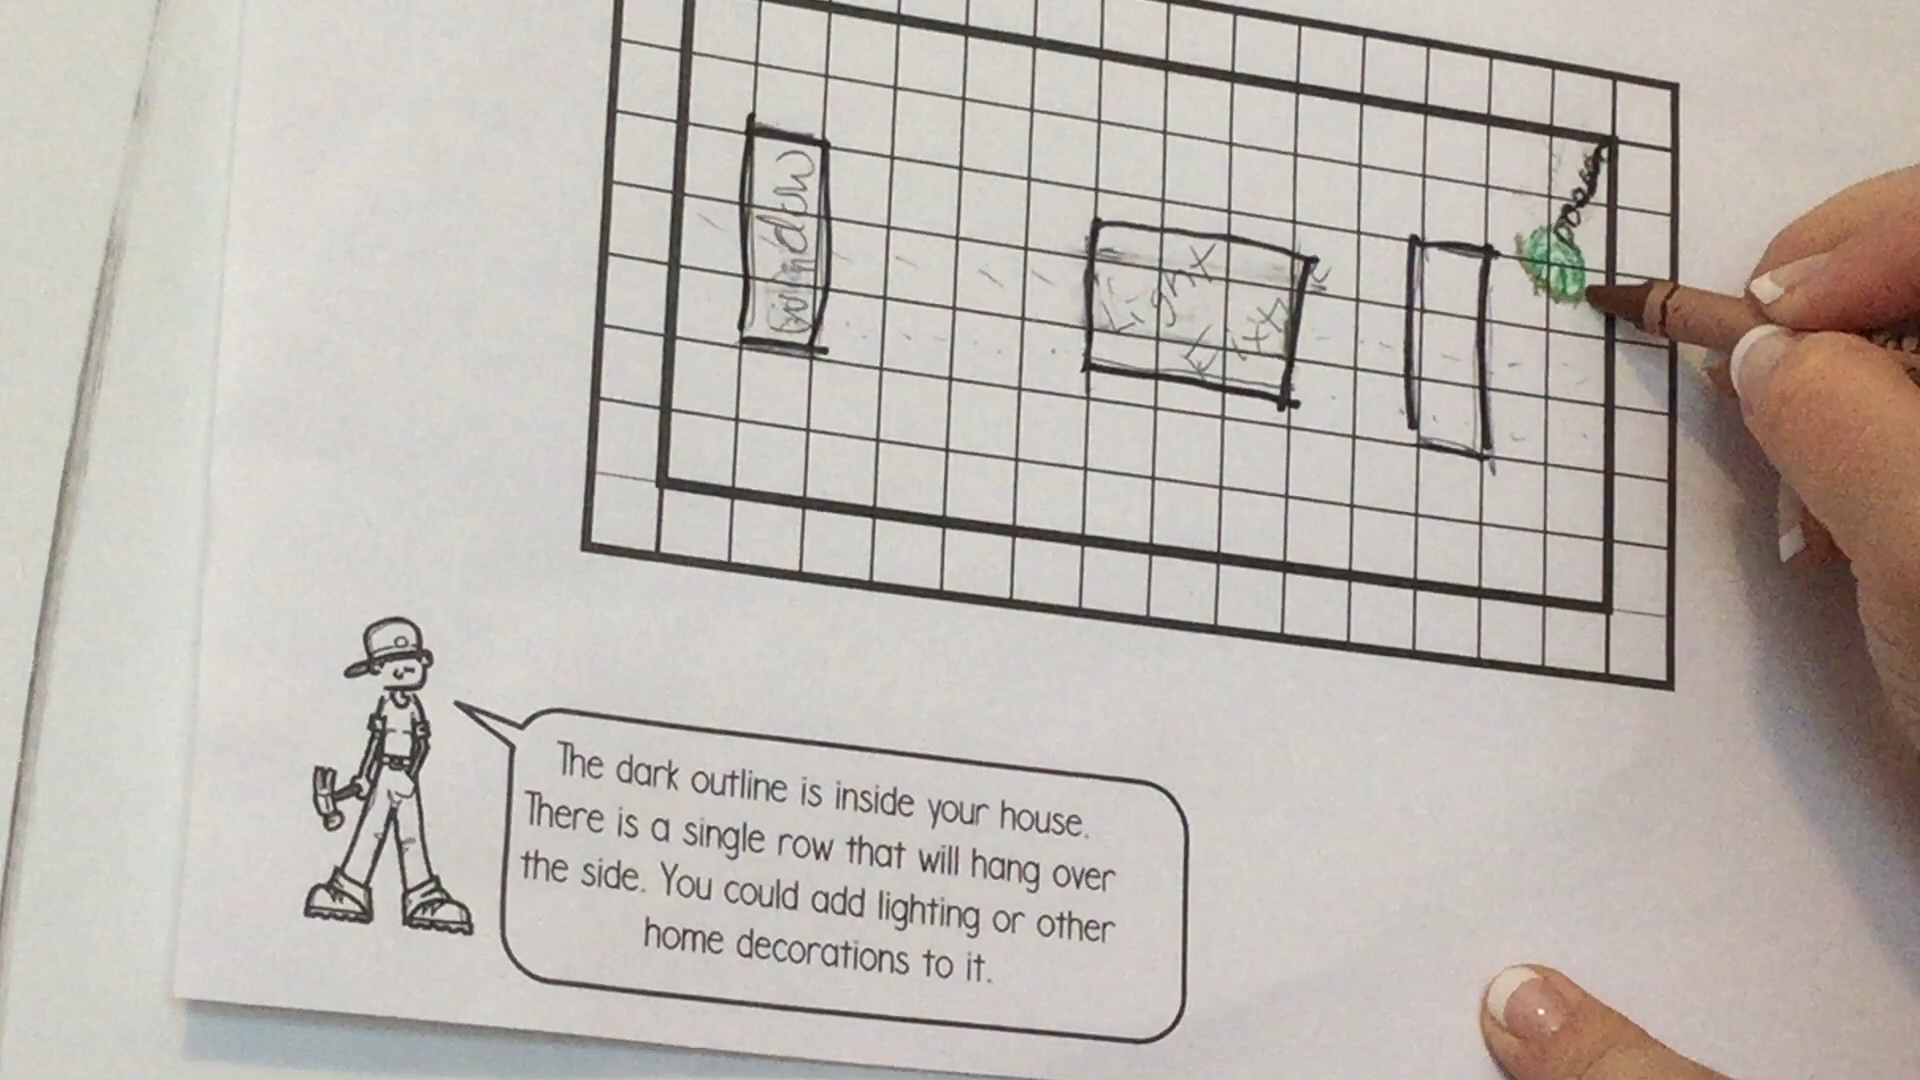 window
Light
Fixx
The dark outline is inside your house.
There is a single row that will hang over
the side. You could add lighting or other
home decorations to it.